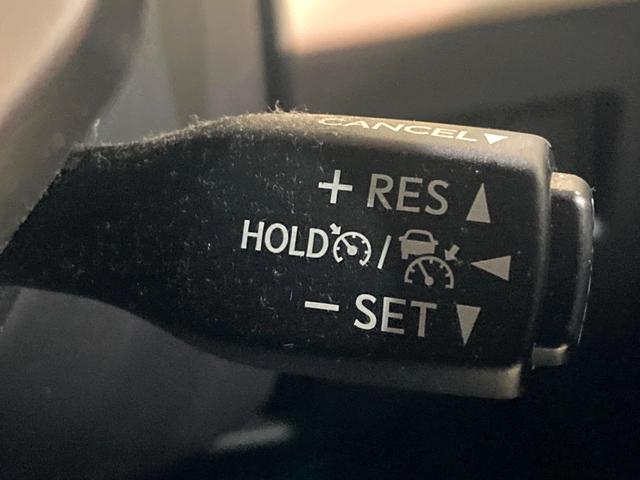 CANCEL▼
+ RES ▲
HOLD / ◀
− SET ▼